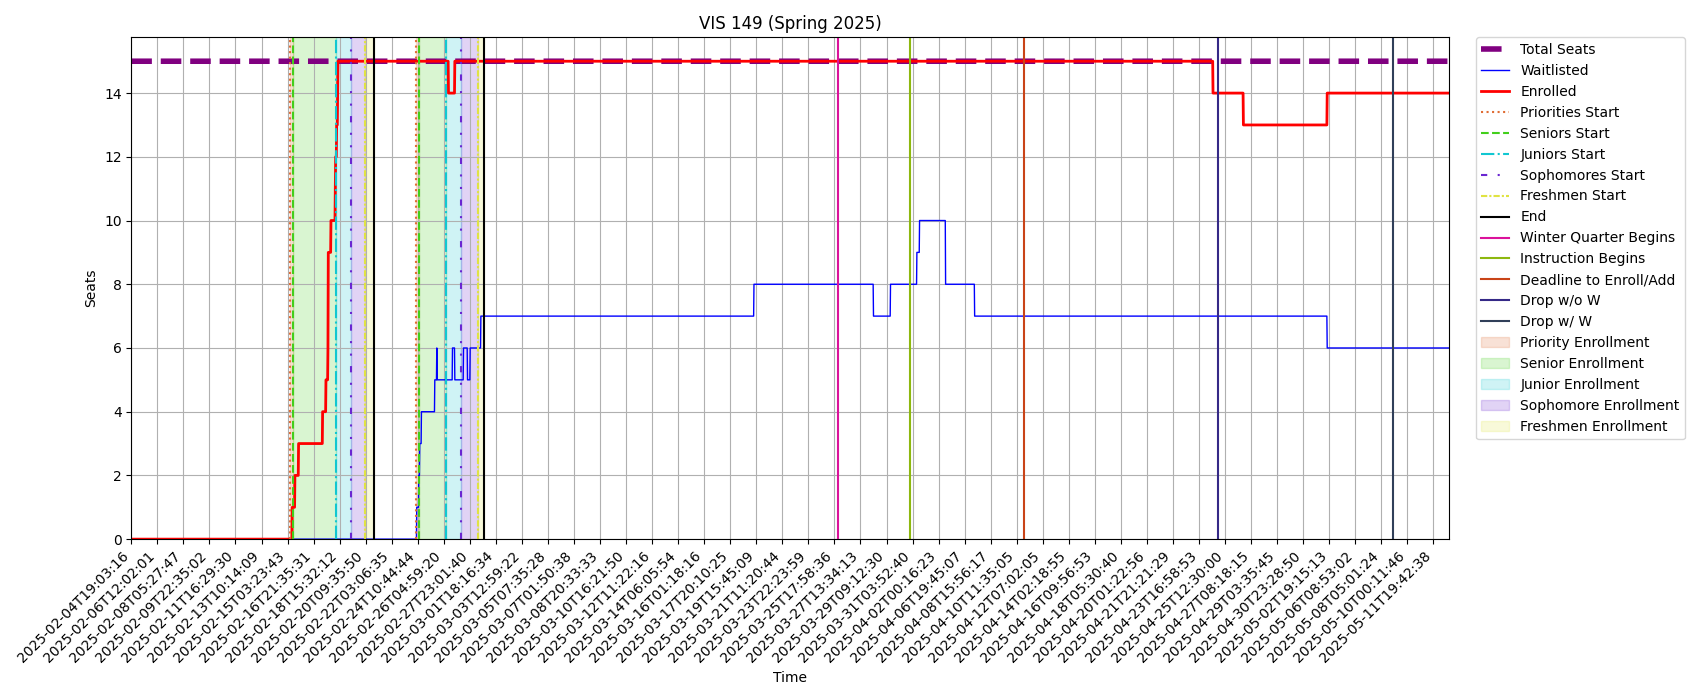 VIS 149 (Spring 2025)
Seats
14
12
10
8
6
4
2
0
Total Seats
Waitlisted
Enrolled
Priorities Start
Seniors Start
Juniors Start
Sophomores Start
Freshmen Start
End
Winter Quarter Begins
Instruction Begins
Deadline to Enroll/Add
Drop w/o W
Drop w/ W
Priority Enrollment
Senior Enrollment
Junior Enrollment
Sophomore Enrollment
Freshmen Enrollment
2025-02-04T19:03:16
2025-02-06T12:02:01
2025-02-08T05:27:47
2025-02-09T22:35:02
2025-02-11T16:29:30
2025-02-13T10:14:09
2025-02-15T03:23:43
2025-02-16T21:35:31
2025-02-18T15:32:12
2025-02-20T09:35:50
2025-02-22T03:06:35
2025-02-24T10:44:44
2025-02-26T04:59:20
2025-02-27T23:01:40
2025-03-01T18:16:34
2025-03-03T12:59:22
2025-03-05T07:35:28
2025-03-07T01:50:38
2025-03-08T20:33:33
2025-03-10T16:21:50
2025-03-12T11:22:16
2025-03-14T06:05:54
2025-03-16T01:18:16
2025-03-17T20:10:25
2025-03-19T15:45:09
2025-03-21T11:20:44
2025-03-23T22:23:59
2025-03-25T17:58:36
2025-03-27T13:34:13
2025-03-29T09:12:30
2025-03-31T03:52:40
2025-04-02T00:16:23
2025-04-06T19:45:07
2025-04-08T15:56:17
2025-04-10T11:35:05
2025-04-12T07:02:05
2025-04-14T02:18:55
2025-04-16T09:56:53
2025-04-18T05:30:40
2025-04-20T01:22:56
2025-04-21T21:21:29
2025-04-23T16:58:53
2025-04-25T12:30:00
2025-04-27T08:18:15
2025-04-29T03:35:45
2025-04-30T23:28:50
2025-05-02T19:15:13
2025-05-06T08:53:02
2025-05-08T05:01:24
2025-05-10T00:11:46
2025-05-11T19:42:38
Time